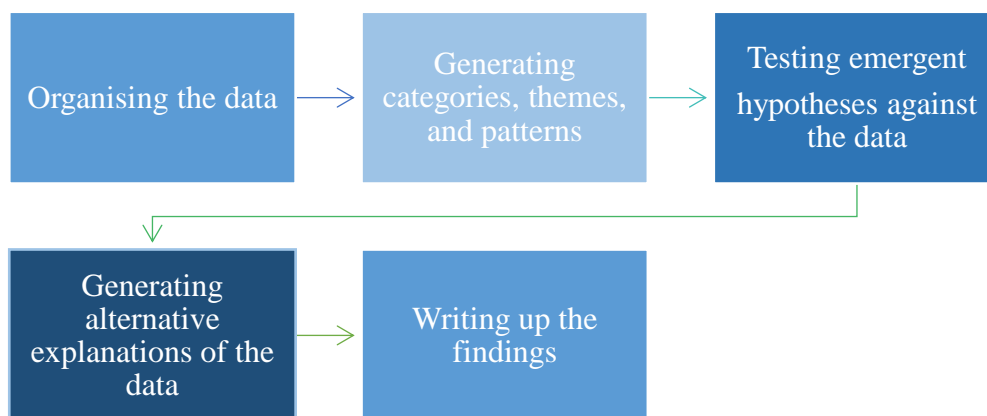 Organising the data
Generating
categories, themes,
and patterns
Testing emergent
hypotheses against
the data
Generating
alternative
explanations of the
data
Writing up the
findings